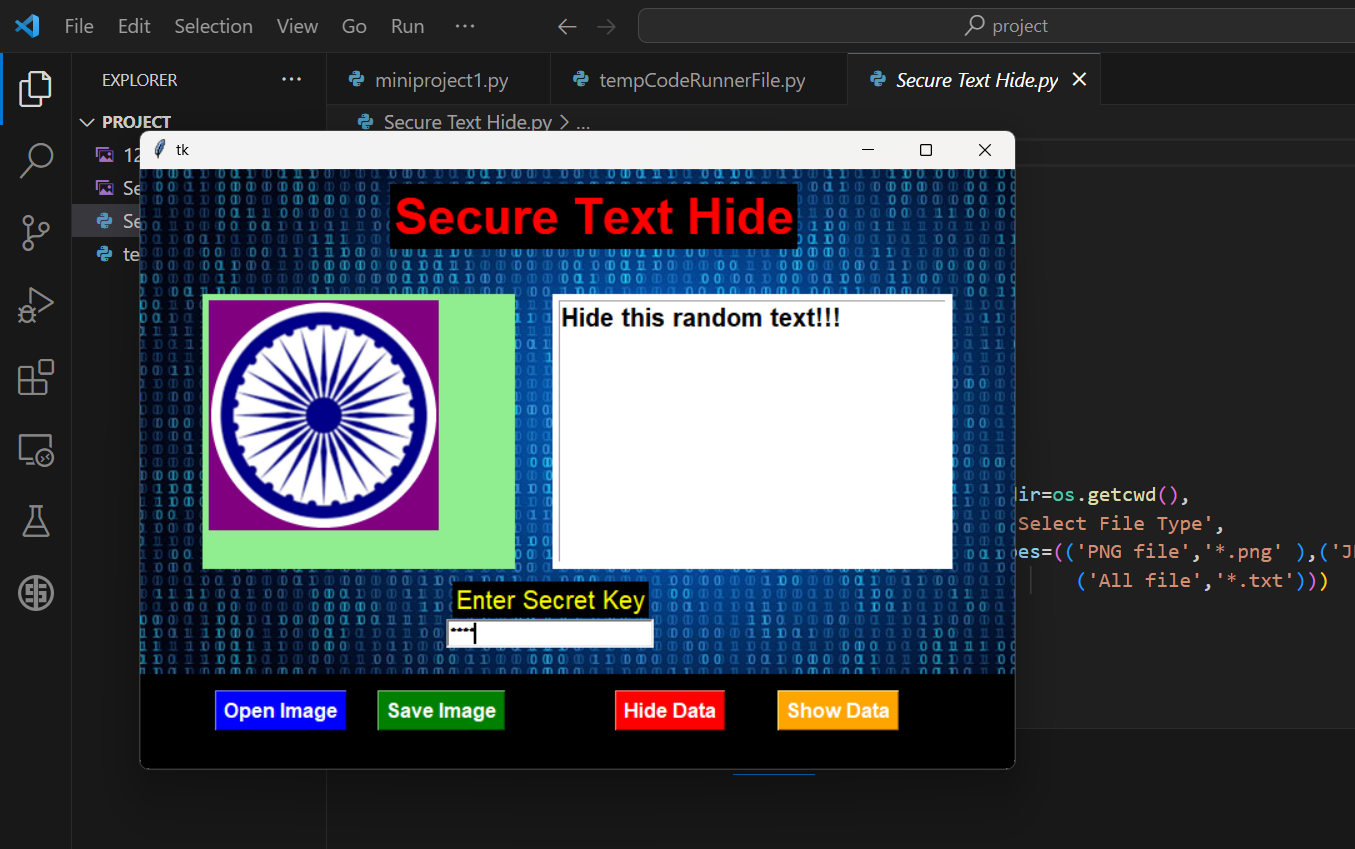 File Edit Selection View Go Run ···
project
EXPLORER ···
miniproject1.py
tempCodeRunnerFile.py
Secure Text Hide.py
PROJECT
Secure Text Hide.py > ...
12
Se
Se
te
tk
Secure Text Hide
Hide this random text!!!
Enter Secret Key
****
Open Image
Save Image
Hide Data
Show Data
dir=os.getcwd(),
'Select File Type',
es=(('PNG file','*.png' ),('J
('All file','*.txt')))